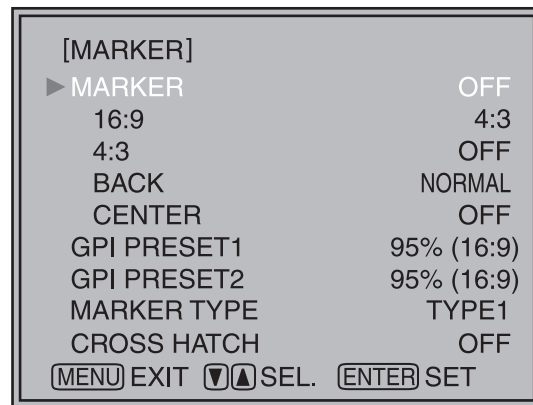 [MARKER]
▶ MARKER OFF
16:9 4:3
4:3 OFF
BACK NORMAL
CENTER OFF
GPI PRESET1 95% (16:9)
GPI PRESET2 95% (16:9)
MARKER TYPE TYPE1
CROSS HATCH OFF
MENU EXIT ▼▲ SEL. ENTER SET